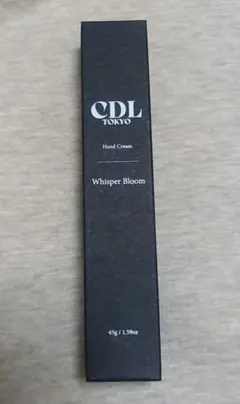 CDL
TOKYO
Hand Cream
Whisper Bloom
45g / 1.59oz